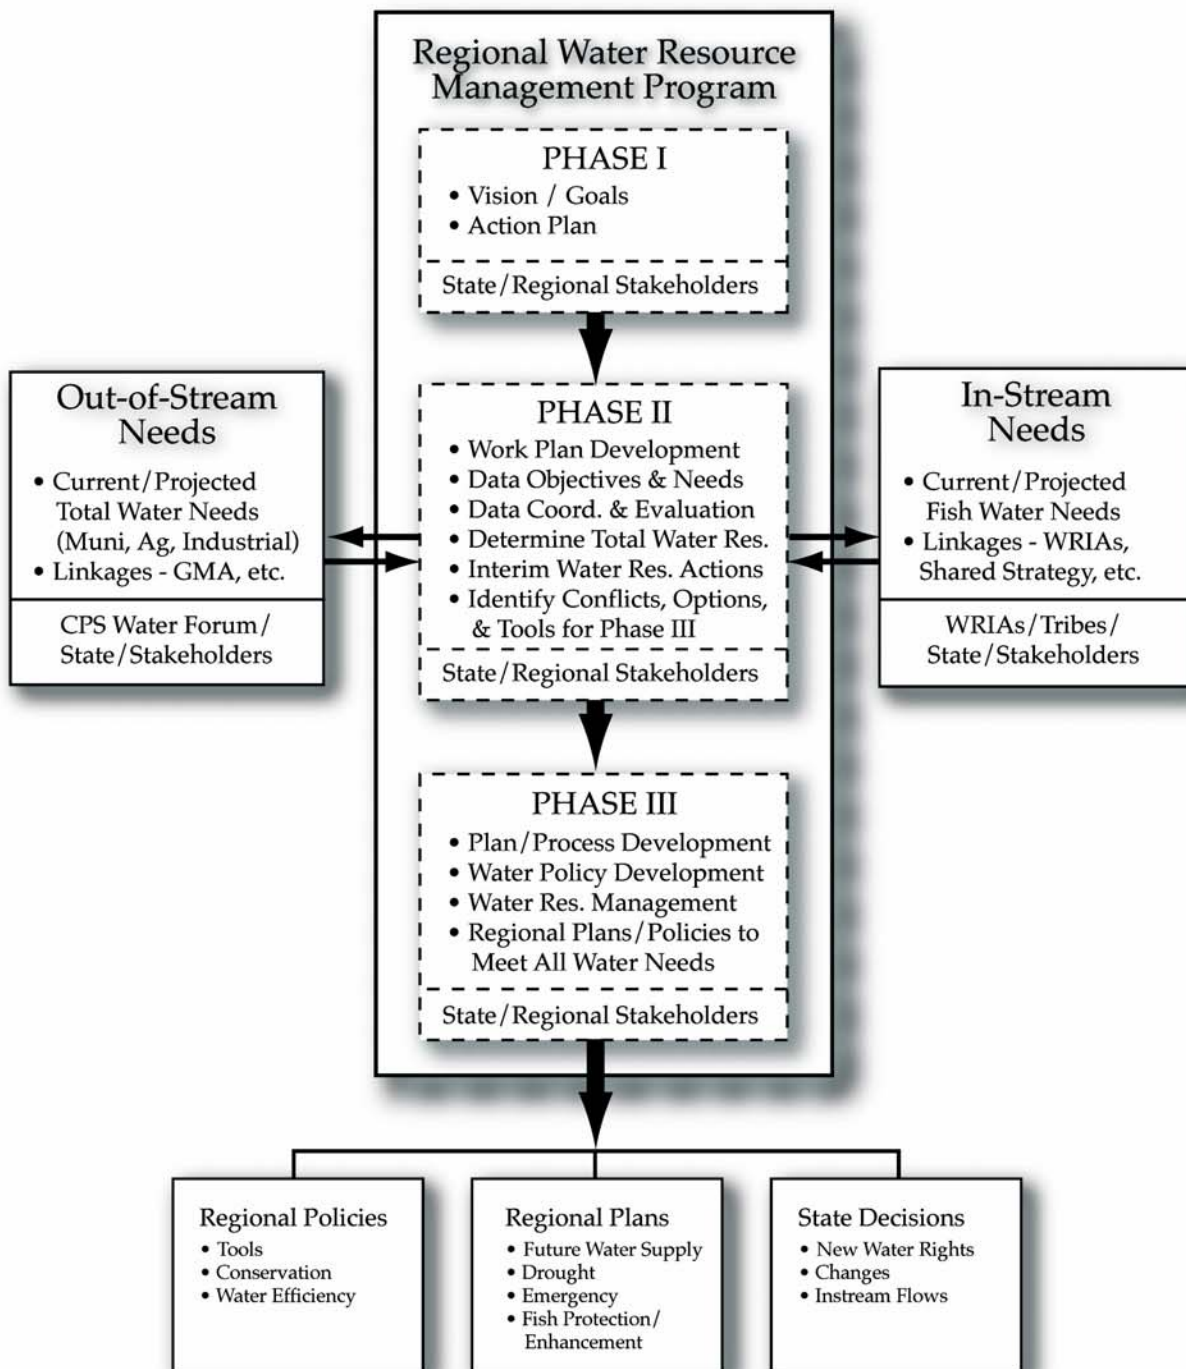 Regional Water Resource
Management Program
PHASE I
• Vision / Goals
• Action Plan
State/Regional Stakeholders
Out-of-Stream
Needs
• Current/Projected
Total Water Needs
(Muni, Ag, Industrial)
• Linkages - GMA, etc.
CPS Water Forum/
State/Stakeholders
PHASE II
• Work Plan Development
• Data Objectives & Needs
• Data Coord. & Evaluation
• Determine Total Water Res.
• Interim Water Res. Actions
• Identify Conflicts, Options,
& Tools for Phase III
State/Regional Stakeholders
In-Stream
Needs
• Current/Projected
Fish Water Needs
• Linkages - WRIAs,
Shared Strategy, etc.
WRIAs/Tribes/
State/Stakeholders
PHASE III
• Plan/Process Development
• Water Policy Development
• Water Res. Management
• Regional Plans/Policies to
Meet All Water Needs
State/Regional Stakeholders
Regional Policies
• Tools
• Conservation
• Water Efficiency
Regional Plans
• Future Water Supply
• Drought
• Emergency
• Fish Protection/
Enhancement
State Decisions
• New Water Rights
• Changes
• Instream Flows